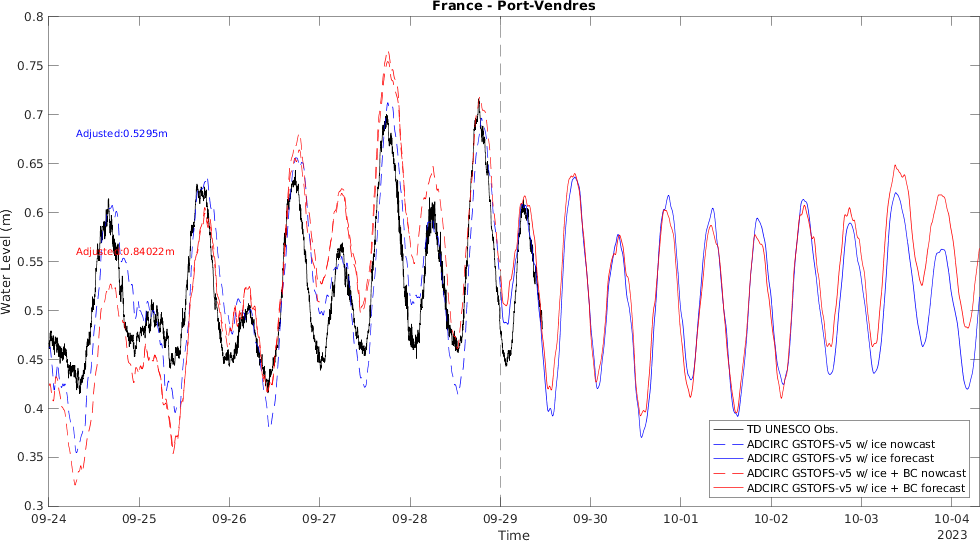 France - Port-Vendres
0.8
0.75
0.7
0.65
0.6
0.55
0.5
0.45
0.4
0.35
0.3
Water Level (m)
Adjusted:0.5295m
Adjusted:0.84022m
TD UNESCO Obs.
ADCIRC GSTOFS-v5 w/ ice nowcast
ADCIRC GSTOFS-v5 w/ ice forecast
ADCIRC GSTOFS-v5 w/ ice + BC nowcast
ADCIRC GSTOFS-v5 w/ ice + BC forecast
09-24 09-25 09-26 09-27 09-28 09-29 09-30 10-01 10-02 10-03 10-04
Time
2023